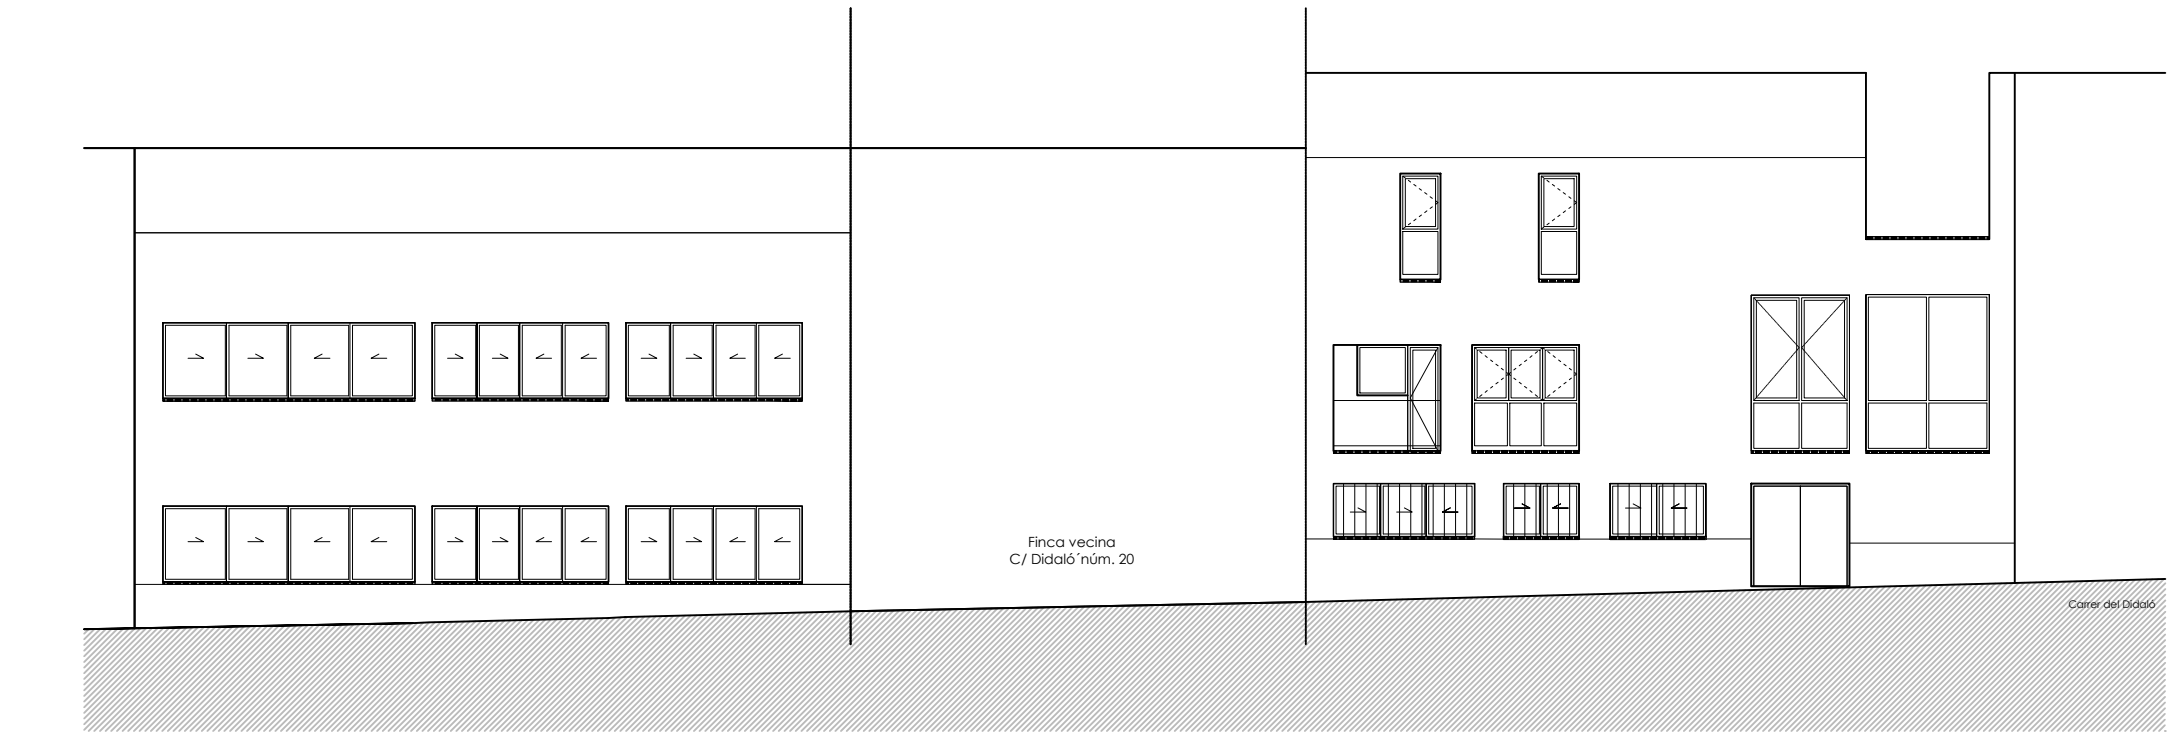 Finca vecina
C/ Didaló´núm. 20
Carrer del Didaló